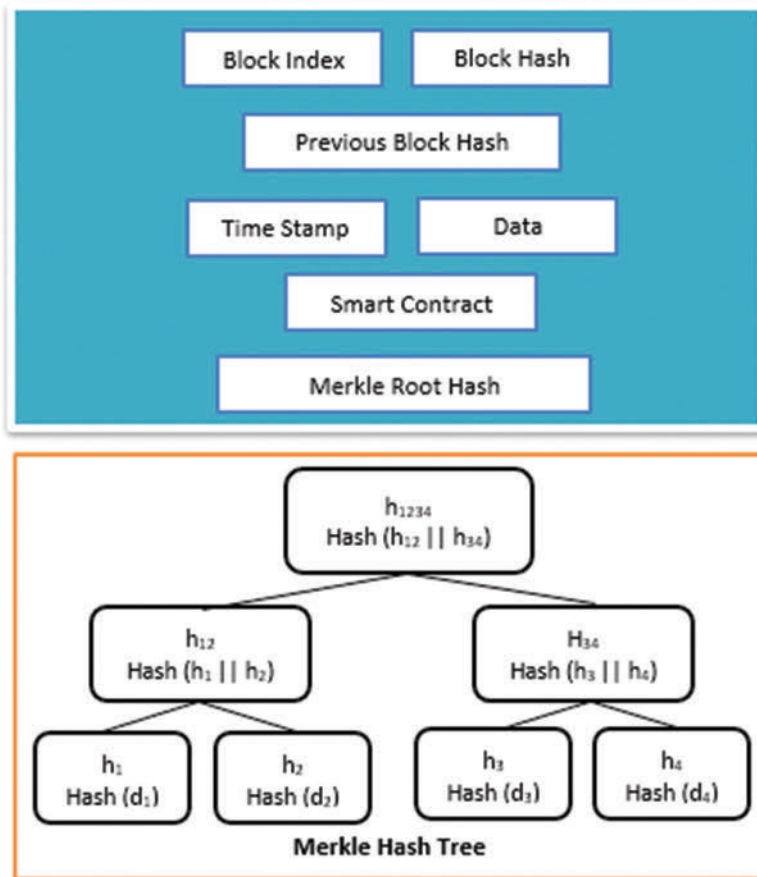 Block Index Block Hash
Previous Block Hash
Time Stamp Data
Smart Contract
Merkle Root Hash
h₁₂₃₄
Hash (h₁₂ || h₃₄)
h₁₂ H₃₄
Hash (h₁ || h₂) Hash (h₃ || h₄)
h₁ h₂ h₃ h₄
Hash (d₁) Hash (d₂) Hash (d₃) Hash (d₄)
Merkle Hash Tree